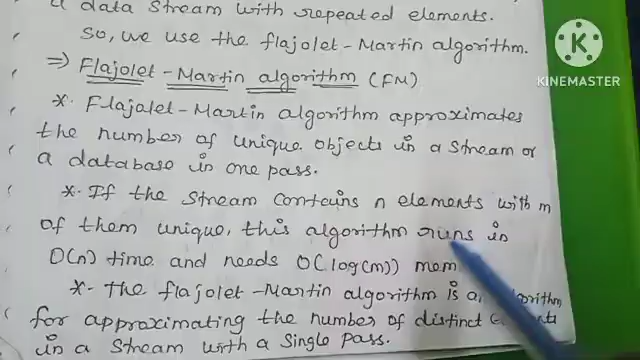 a data stream with repeated elements.
So, we use the flajolet-Martin algorithm.
⇒ Flajolet-Martin algorithm (FM)
* Flajalet-Martin algorithm approximates
the number of unique objects in a stream or
a database in one pass.
* If the stream contains n elements with m
of them unique, this algorithm runs in
O(n) time and needs O(log(m)) mem
* The flajolet-Martin algorithm is
for approximating the number of distinct
in a stream with a single pass.
KINEMASTER